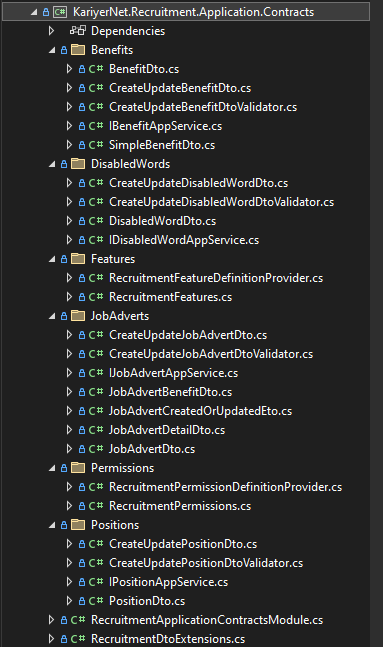 C# KariyerNet.Recruitment.Application.Contracts
Dependencies
Benefits
C# BenefitDto.cs
C# CreateUpdateBenefitDto.cs
C# CreateUpdateBenefitDtoValidator.cs
C# IBenefitAppService.cs
C# SimpleBenefitDto.cs
DisabledWords
C# CreateUpdateDisabledWordDto.cs
C# CreateUpdateDisabledWordDtoValidator.cs
C# DisabledWordDto.cs
C# IDisabledWordAppService.cs
Features
C# RecruitmentFeatureDefinitionProvider.cs
C# RecruitmentFeatures.cs
JobAdverts
C# CreateUpdateJobAdvertDto.cs
C# CreateUpdateJobAdvertDtoValidator.cs
C# IJobAdvertAppService.cs
C# JobAdvertBenefitDto.cs
C# JobAdvertCreatedOrUpdatedEto.cs
C# JobAdvertDetailDto.cs
C# JobAdvertDto.cs
Permissions
C# RecruitmentPermissionDefinitionProvider.cs
C# RecruitmentPermissions.cs
Positions
C# CreateUpdatePositionDto.cs
C# CreateUpdatePositionDtoValidator.cs
C# IPositionAppService.cs
C# PositionDto.cs
C# RecruitmentApplicationContractsModule.cs
C# RecruitmentDtoExtensions.cs